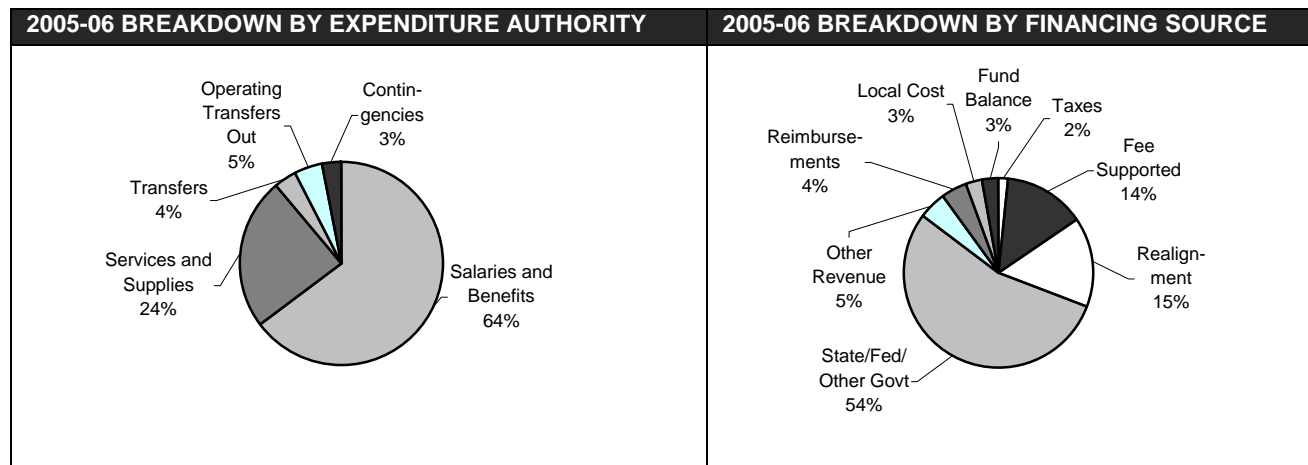 2005-06 BREAKDOWN BY EXPENDITURE AUTHORITY
Operating
Transfers
Out
5%
Contin-
gencies
3%
Transfers
4%
Services and
Supplies
24%
Salaries and
Benefits
64%
2005-06 BREAKDOWN BY FINANCING SOURCE
Local Cost
3%
Fund
Balance
3%
Taxes
2%
Reimburse-
ments
4%
Fee
Supported
14%
Other
Revenue
5%
Realign-
ment
15%
State/Fed/
Other Govt
54%